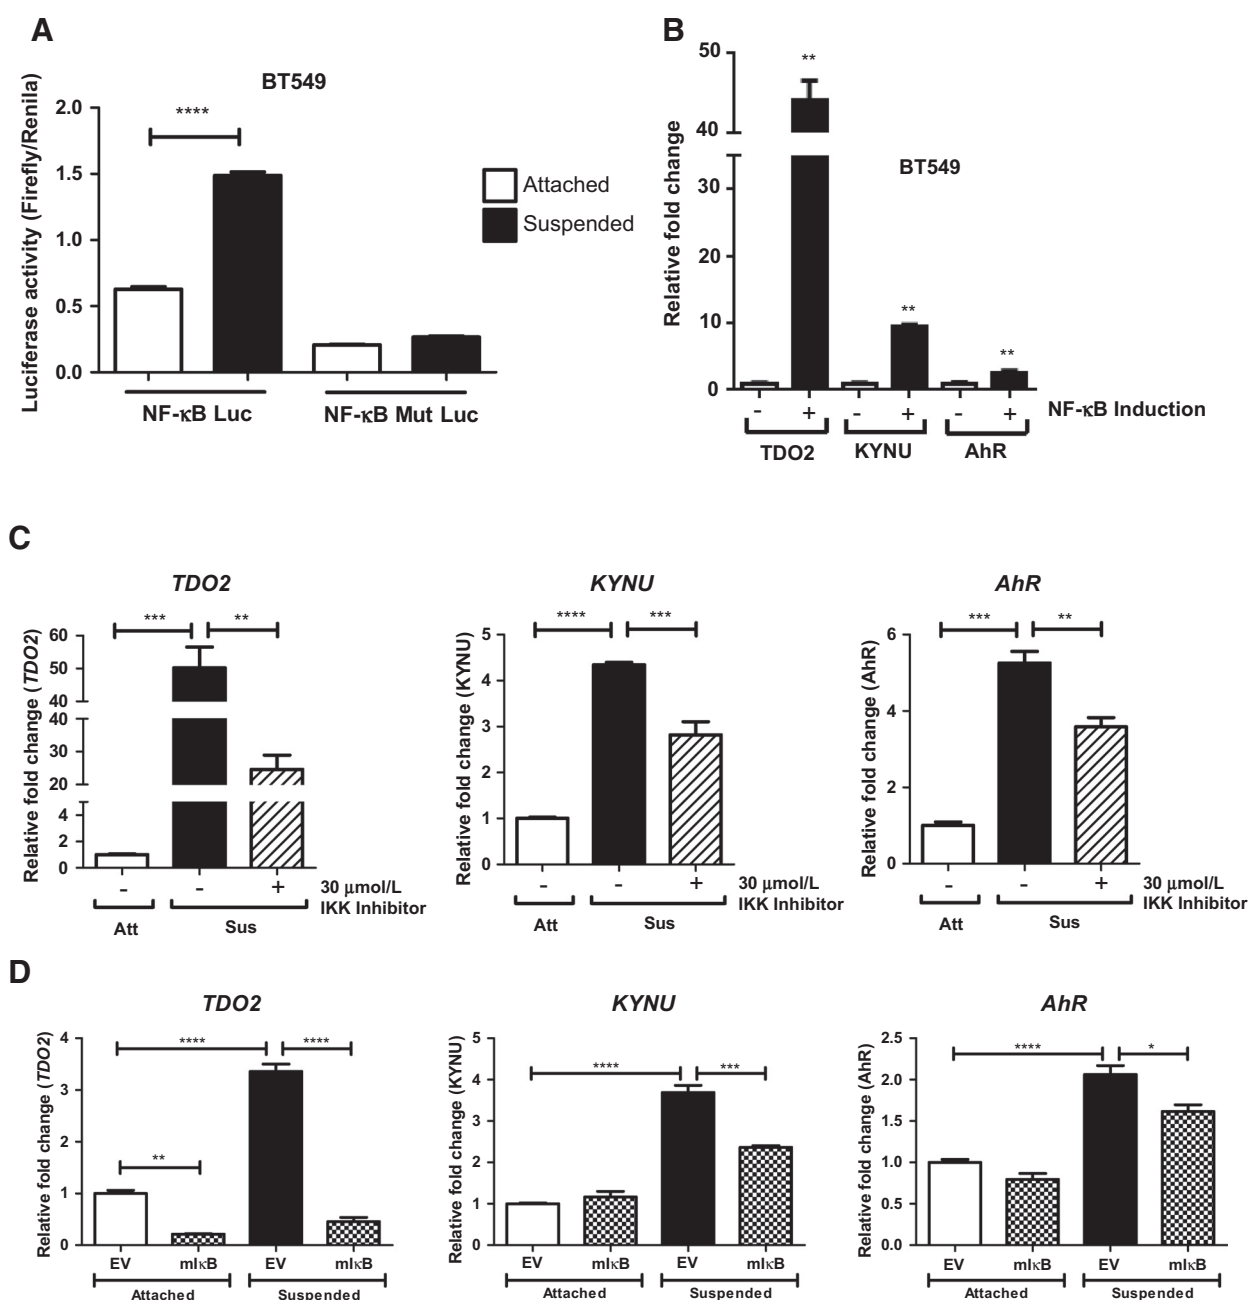 A
BT549
Luciferase activity (Firefly/Renila)
2.0
1.5
1.0
0.5
0.0
****
NF-κB Luc
NF-κB Mut Luc
Attached
Suspended
B
BT549
Relative fold change
50
40
30
20
10
0
**
**
**
- + - + - +
NF-κB Induction
TDO2 KYNU AhR
C
TDO2
Relative fold change (TDO2)
60
50
40
40
30
20
4
2
0
*** **
- - +
30 μmol/L
IKK Inhibitor
Att Sus
KYNU
Relative fold change (KYNU)
5
4
3
2
1
0
**** ***
- - +
30 μmol/L
IKK Inhibitor
Att Sus
AhR
Relative fold change (AhR)
6
4
2
0
*** **
- - +
30 μmol/L
IKK Inhibitor
Att Sus
D
TDO2
Relative fold change (TDO2)
4
3
2
1
0
**** ****
**
EV mIκB EV mIκB
Attached Suspended
KYNU
Relative fold change (KYNU)
5
4
3
2
1
0
**** ***
EV mIκB EV mIκB
Attached Suspended
AhR
Relative fold change (AhR)
2.5
2.0
1.5
1.0
0.5
0.0
**** *
EV mIκB EV mIκB
Attached Suspended